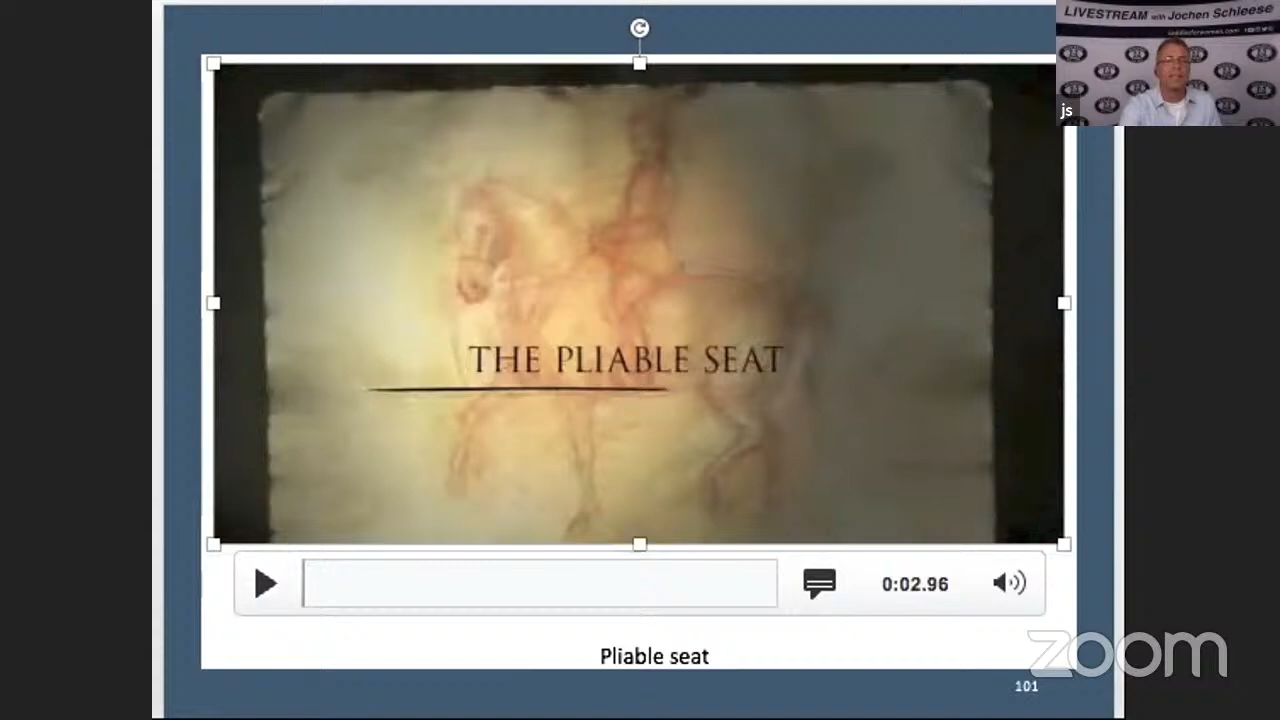 LIVESTREAM with Jochen Schleese
js
THE PLIABLE SEAT
0:02.96
Pliable seat
zoom
101